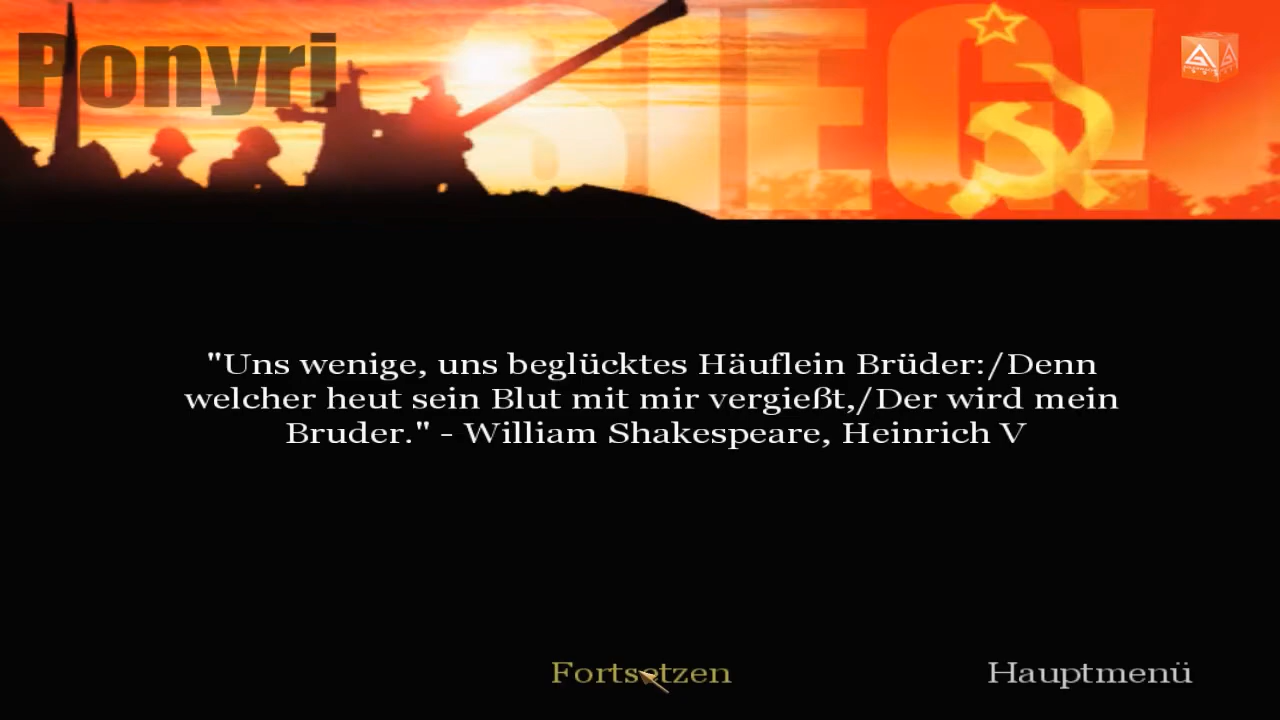 Ponyri
SIEG!
"Uns wenige, uns beglücktes Häuflein Brüder:/Denn
welcher heut sein Blut mit mir vergießt,/Der wird mein
Bruder." - William Shakespeare, Heinrich V
Fortsetzen
Hauptmenü